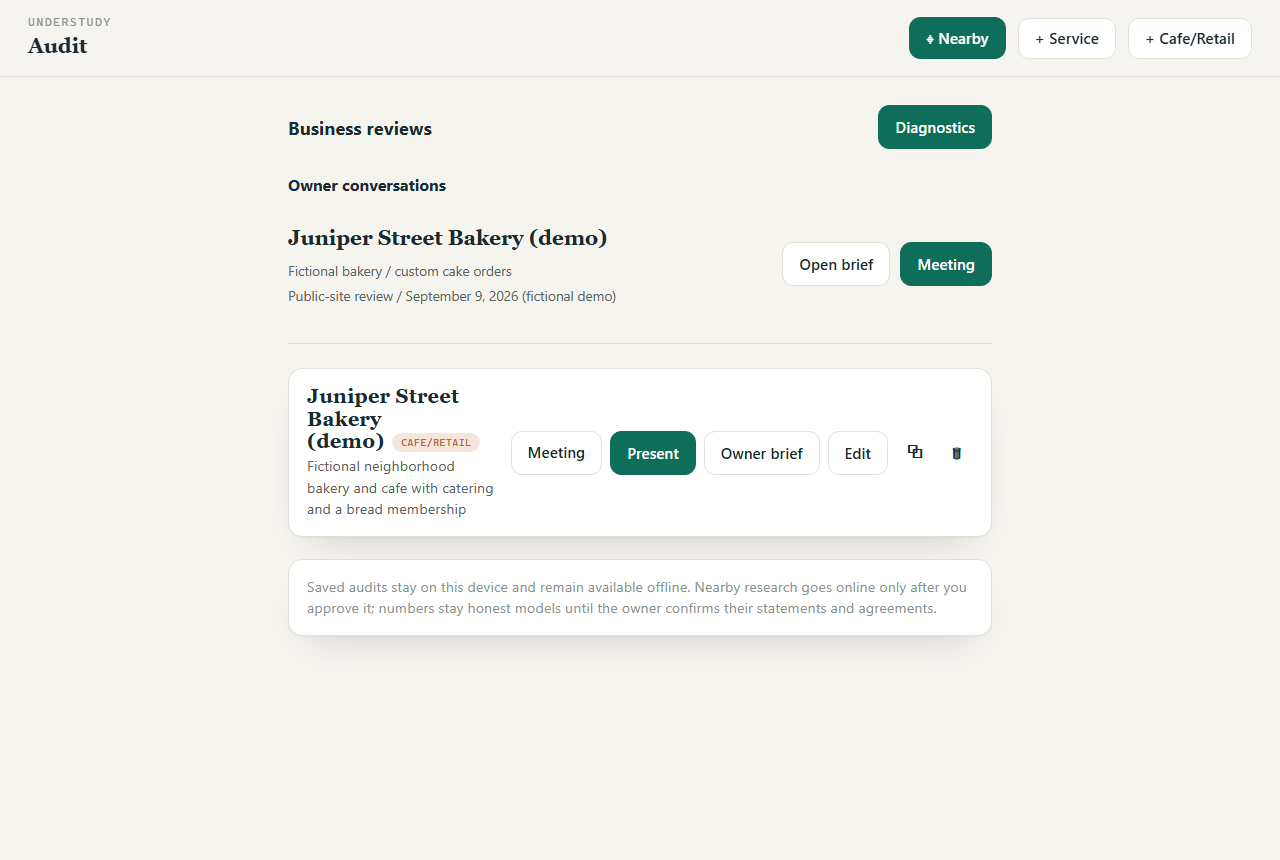 UNDERSTUDY
Audit
⌖ Nearby
+ Service
+ Cafe/Retail
Business reviews
Diagnostics
Owner conversations
Juniper Street Bakery (demo)
Fictional bakery / custom cake orders
Public-site review / September 9, 2026 (fictional demo)
Open brief
Meeting
Juniper Street
Bakery
(demo) CAFE/RETAIL
Fictional neighborhood
bakery and cafe with catering
and a bread membership
Meeting
Present
Owner brief
Edit
Saved audits stay on this device and remain available offline. Nearby research goes online only after you
approve it; numbers stay honest models until the owner confirms their statements and agreements.